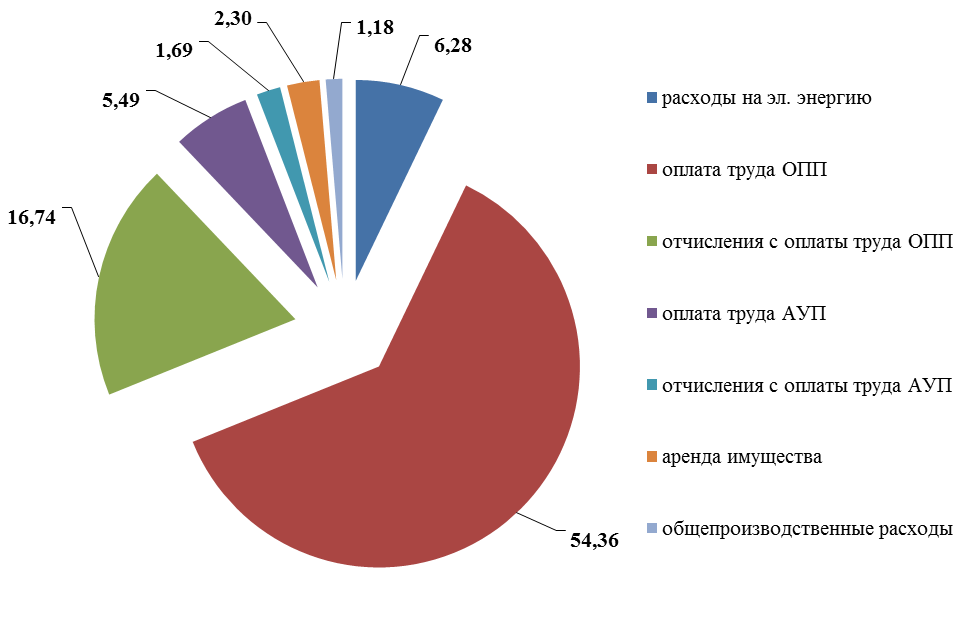 2,30
1,18
1,69
6,28
5,49
16,74
54,36
расходы на эл. энергию
оплата труда ОПП
отчисления с оплаты труда ОПП
оплата труда АУП
отчисления с оплаты труда АУП
аренда имущества
общепроизводственные расходы